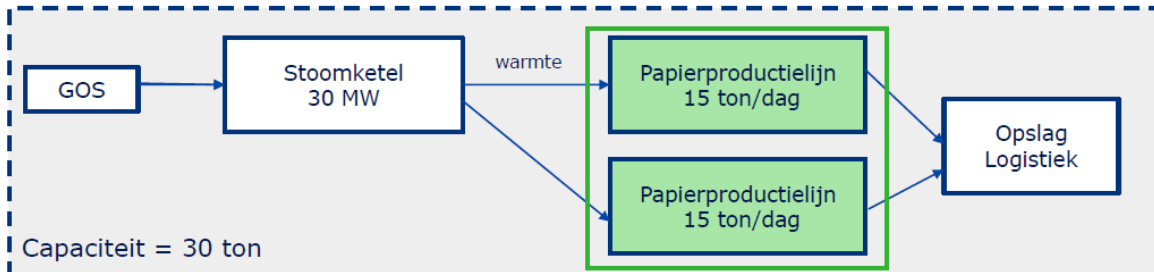 GOS
Stoomketel
30 MW
warmte
Papierproductielijn
15 ton/dag
Papierproductielijn
15 ton/dag
Opslag
Logistiek
Capaciteit = 30 ton